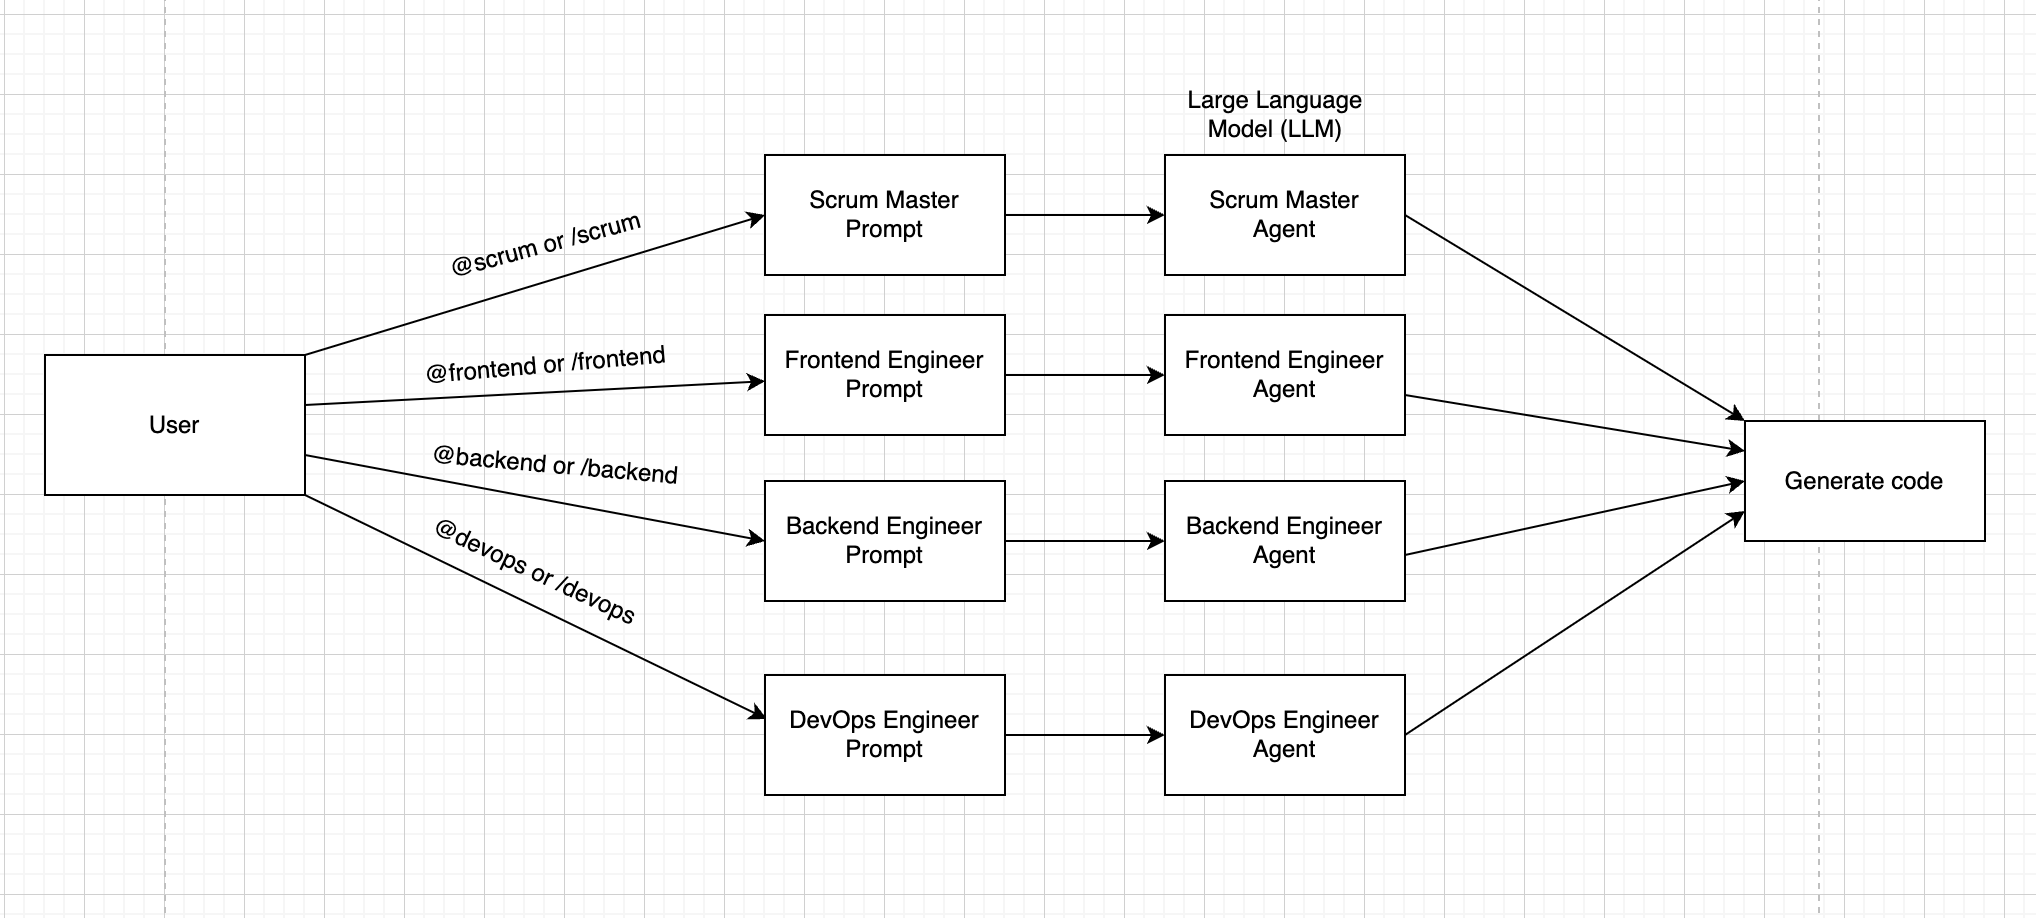 Large Language
Model (LLM)
@scrum or /scrum
Scrum Master
Prompt
Scrum Master
Agent
@frontend or /frontend
Frontend Engineer
Prompt
Frontend Engineer
Agent
User
@backend or /backend
Backend Engineer
Prompt
Backend Engineer
Agent
Generate code
@devops or /devops
DevOps Engineer
Prompt
DevOps Engineer
Agent